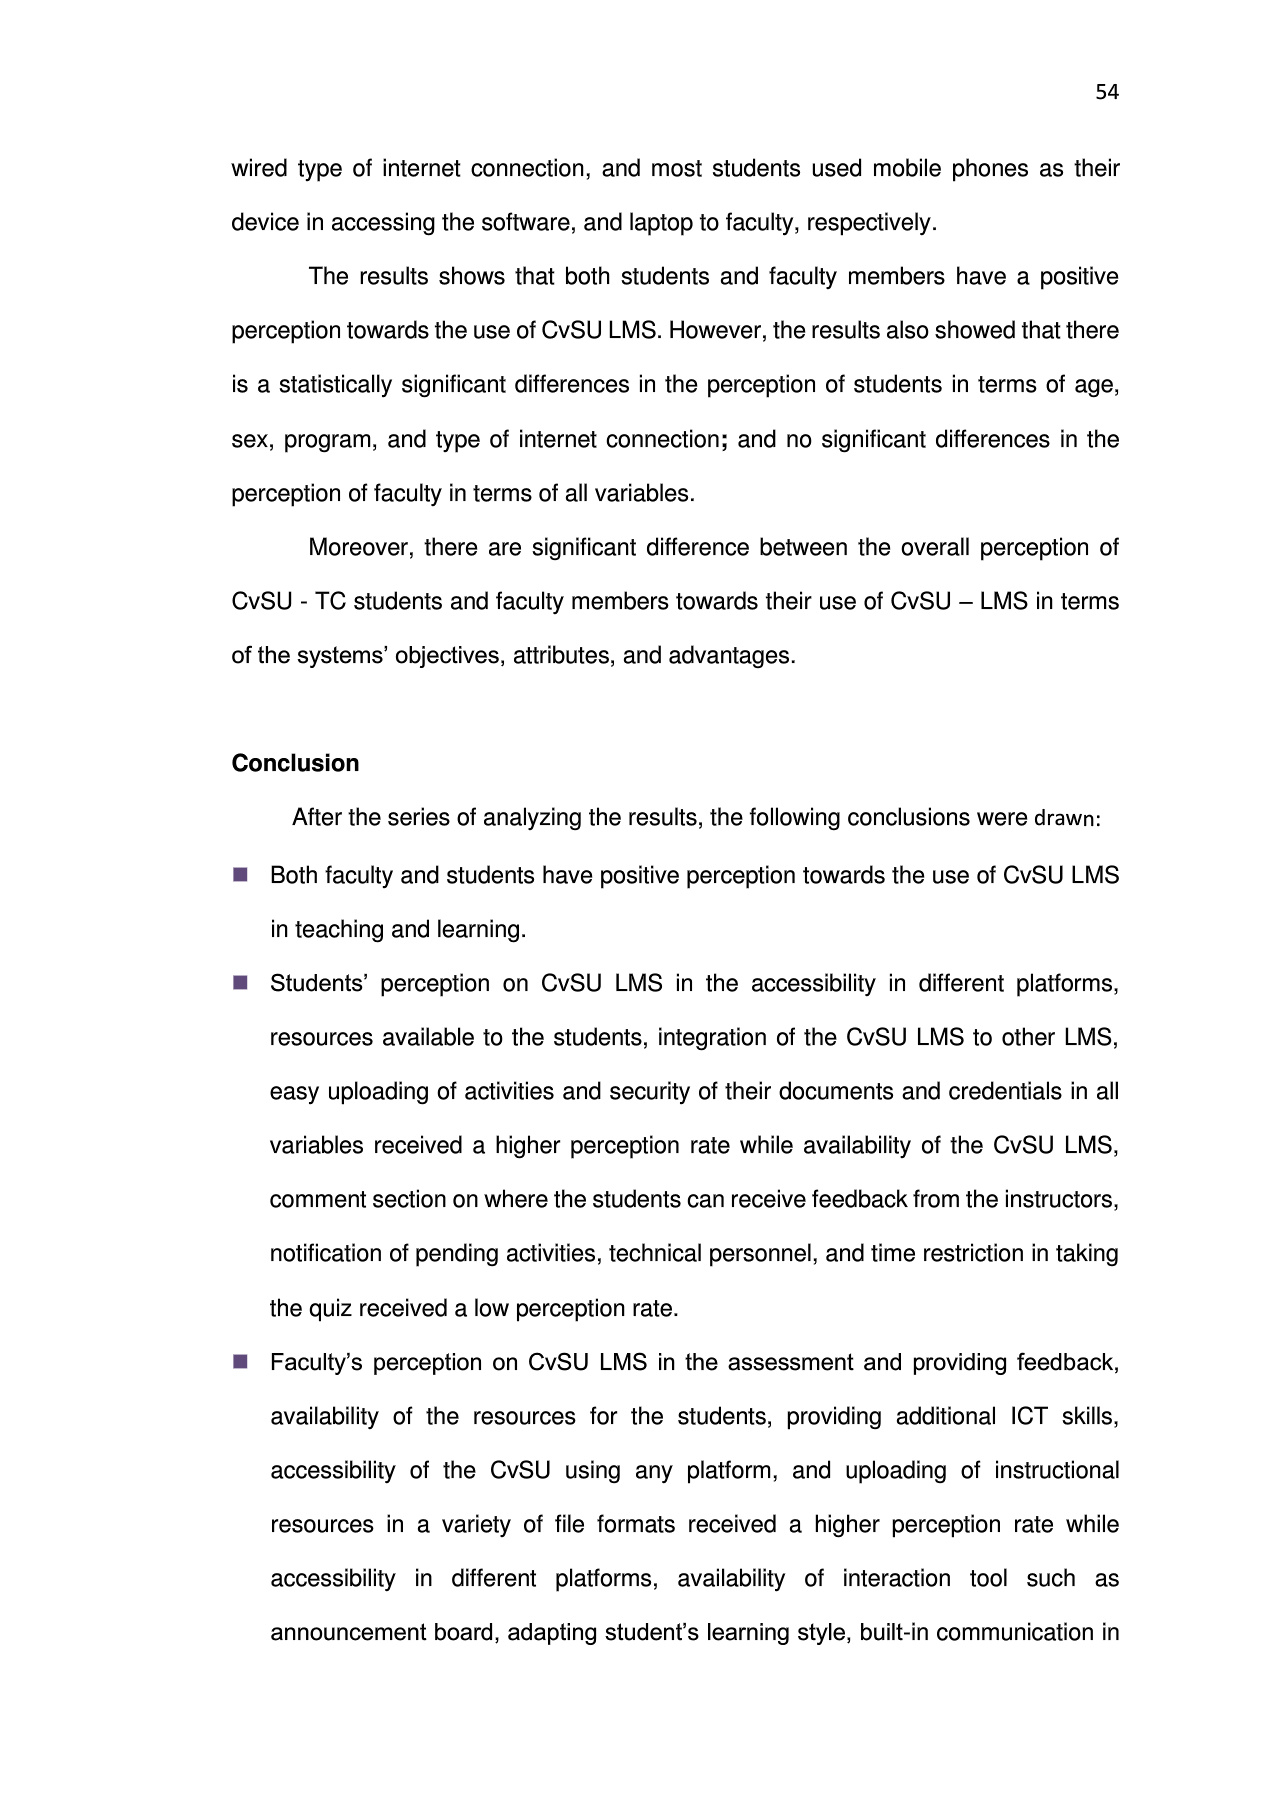 54
wired type of internet connection, and most students used mobile phones as their
device in accessing the software, and laptop to faculty, respectively.
The results shows that both students and faculty members have a positive
perception towards the use of CvSU LMS. However, the results also showed that there
is a statistically significant differences in the perception of students in terms of age,
sex, program, and type of internet connection; and no significant differences in the
perception of faculty in terms of all variables.
Moreover, there are significant difference between the overall perception of
CvSU - TC students and faculty members towards their use of CvSU – LMS in terms
of the systems’ objectives, attributes, and advantages.
Conclusion
After the series of analyzing the results, the following conclusions were drawn:
■ Both faculty and students have positive perception towards the use of CvSU LMS
in teaching and learning.
■ Students’ perception on CvSU LMS in the accessibility in different platforms,
resources available to the students, integration of the CvSU LMS to other LMS,
easy uploading of activities and security of their documents and credentials in all
variables received a higher perception rate while availability of the CvSU LMS,
comment section on where the students can receive feedback from the instructors,
notification of pending activities, technical personnel, and time restriction in taking
the quiz received a low perception rate.
■ Faculty’s perception on CvSU LMS in the assessment and providing feedback,
availability of the resources for the students, providing additional ICT skills,
accessibility of the CvSU using any platform, and uploading of instructional
resources in a variety of file formats received a higher perception rate while
accessibility in different platforms, availability of interaction tool such as
announcement board, adapting student’s learning style, built-in communication in